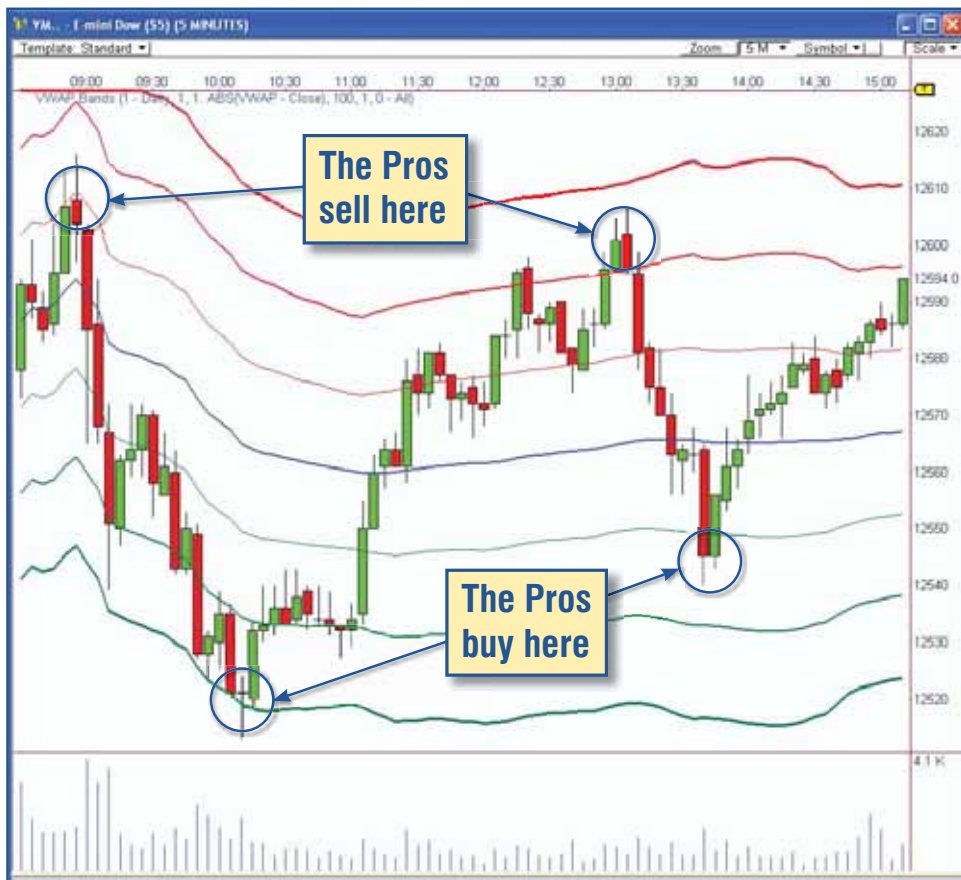 YM... - E-mini Dow ($5) (5 MINUTES)
Template: Standard Zoom 5 M Symbol Scale
09:00 09:30 10:00 10:30 11:00 11:30 12:00 12:30 13:00 13:30 14:00 14:30 15:00
VWAP Bands (1 - Daily, 1, 1, ABS(VWAP - Close), 100, 1, 0 - All)
12620
The Pros
sell here
12610
12600
12594.0
12590
12580
12570
12560
12550
12540
The Pros
buy here
12530
12520
4.1 K